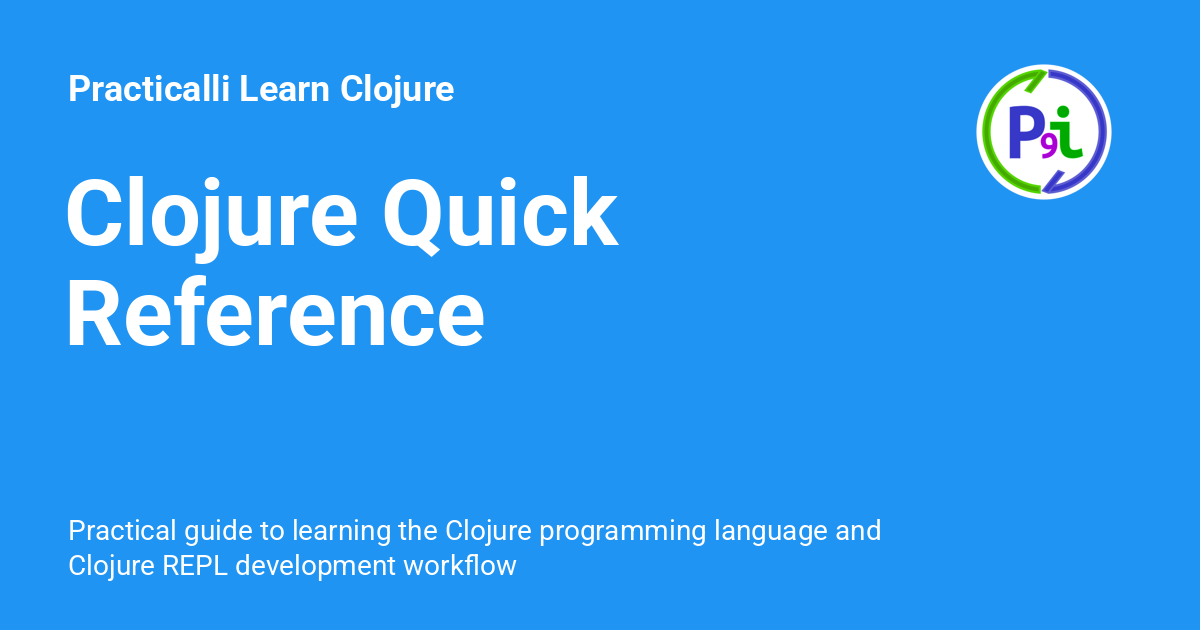 Practicalli Learn Clojure
P9i
Clojure Quick
Reference
Practical guide to learning the Clojure programming language and
Clojure REPL development workflow